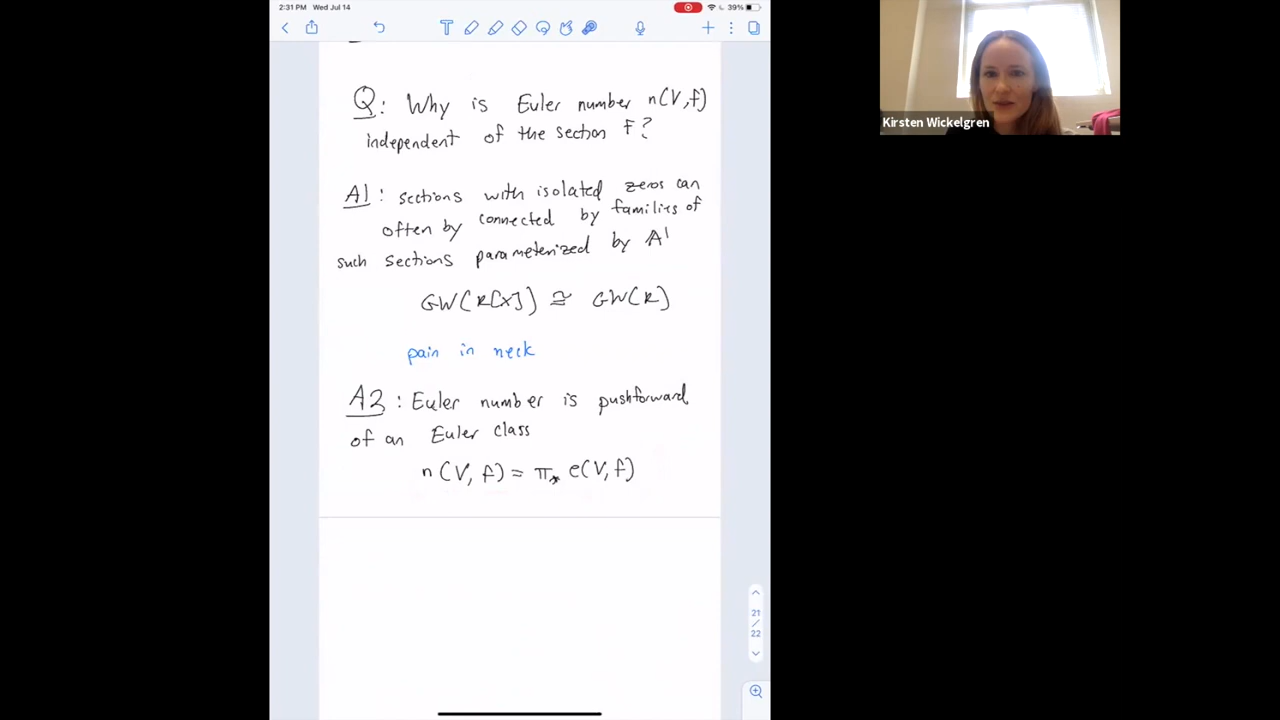 2:31 PM Wed Jul 14
39%
Q: Why is Euler number n(V,f)
independent of the section f?
A1: sections with isolated zeros can
often by connected by families of
such sections parameterized by A¹
GW(k[x]) ≅ GW(k)
pain in neck
A2: Euler number is pushforward
of an Euler class
n(V, f) = π* e(V, f)
21
/
22
Kirsten Wickelgren